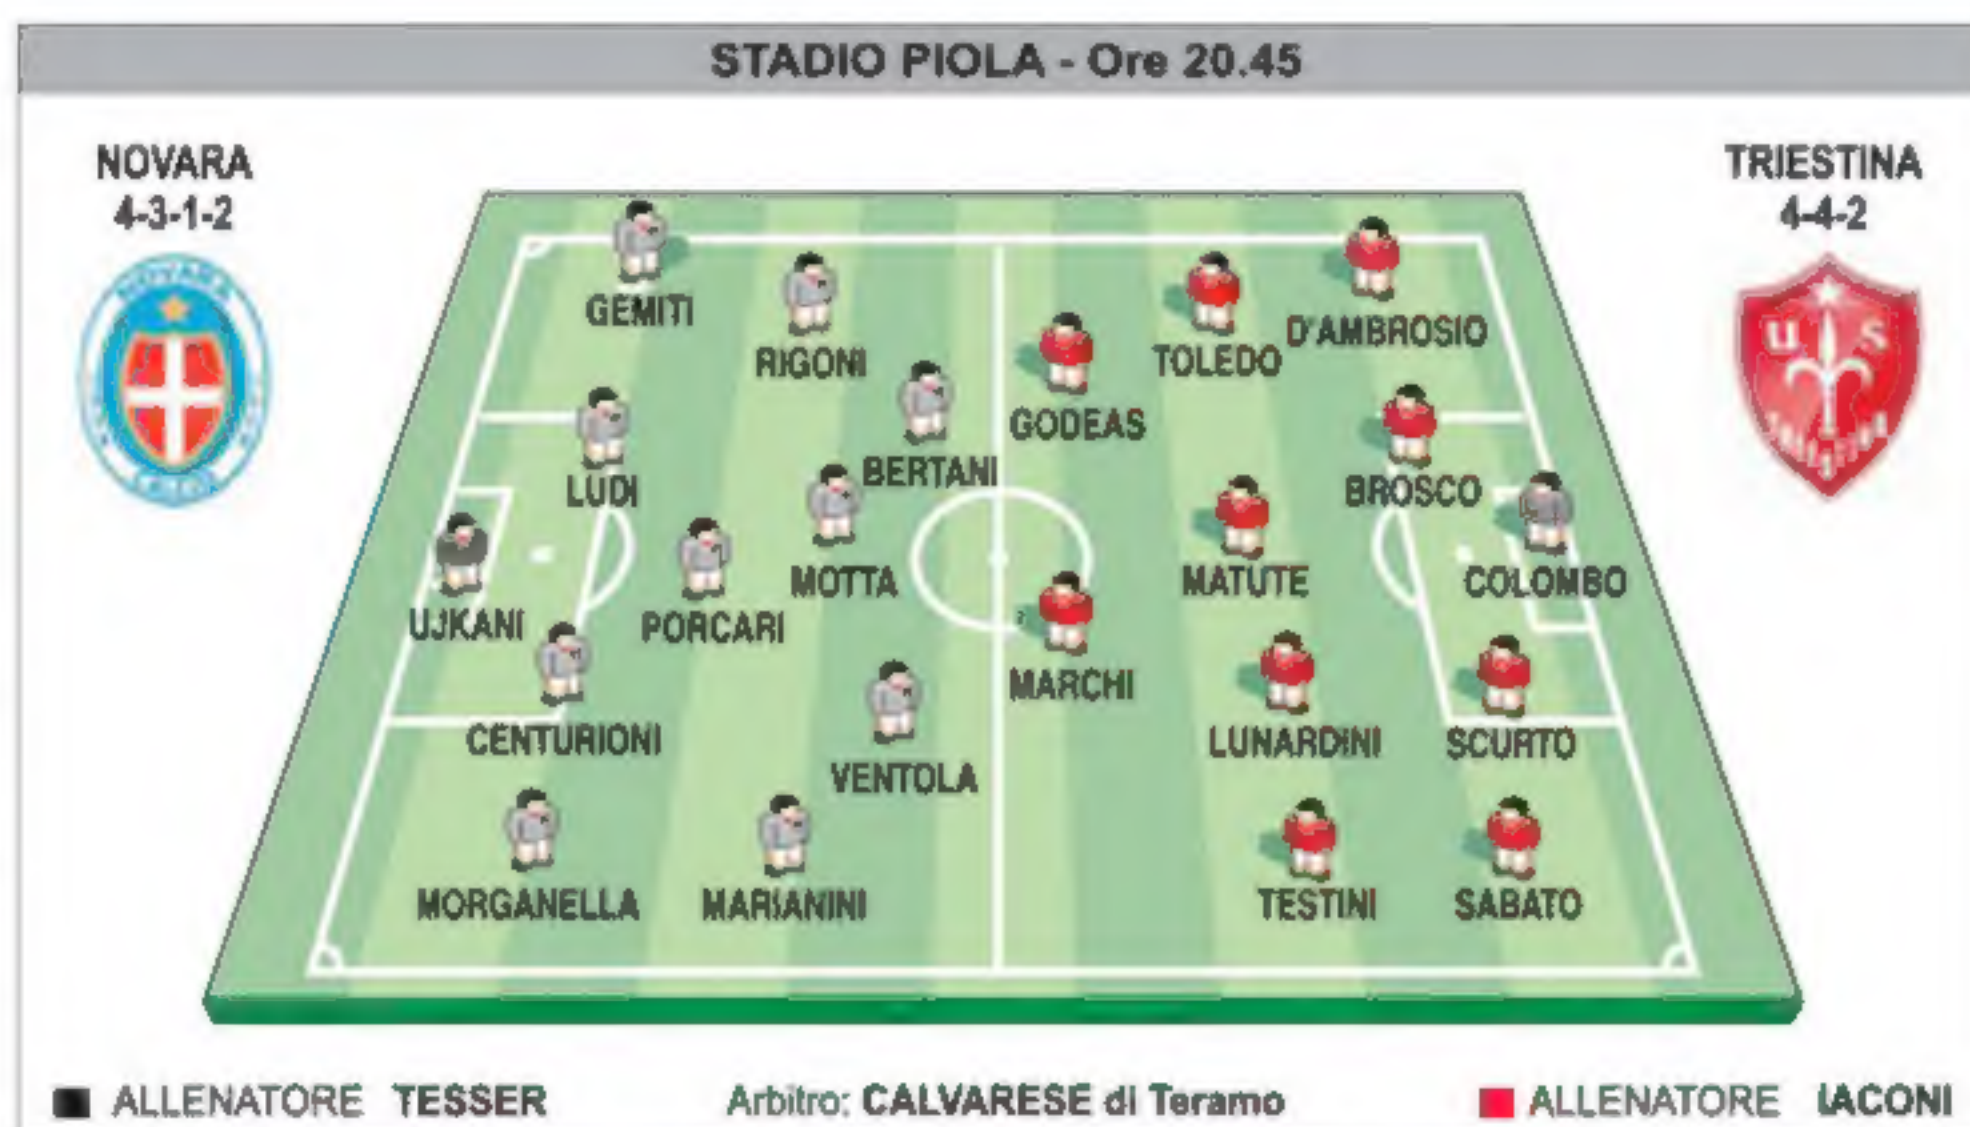 STADIO PIOLA - Ore 20.45
NOVARA
4-3-1-2
TRIESTINA
4-4-2
NOVARA
CALCIO
U S
GEMITI
RIGONI
LUDI
BERTANI
UJKANI
PORCARI
MOTTA
CENTURIONI
VENTOLA
MORGANELLA
MARIANINI
GODEAS
TOLEDO
D'AMBROSIO
BROSCO
MATUTE
COLOMBO
MARCHI
LUNARDINI
SCURTO
TESTINI
SABATO
ALLENATORE TESSER
Arbitro: CALVARESE di Teramo
ALLENATORE IACONI